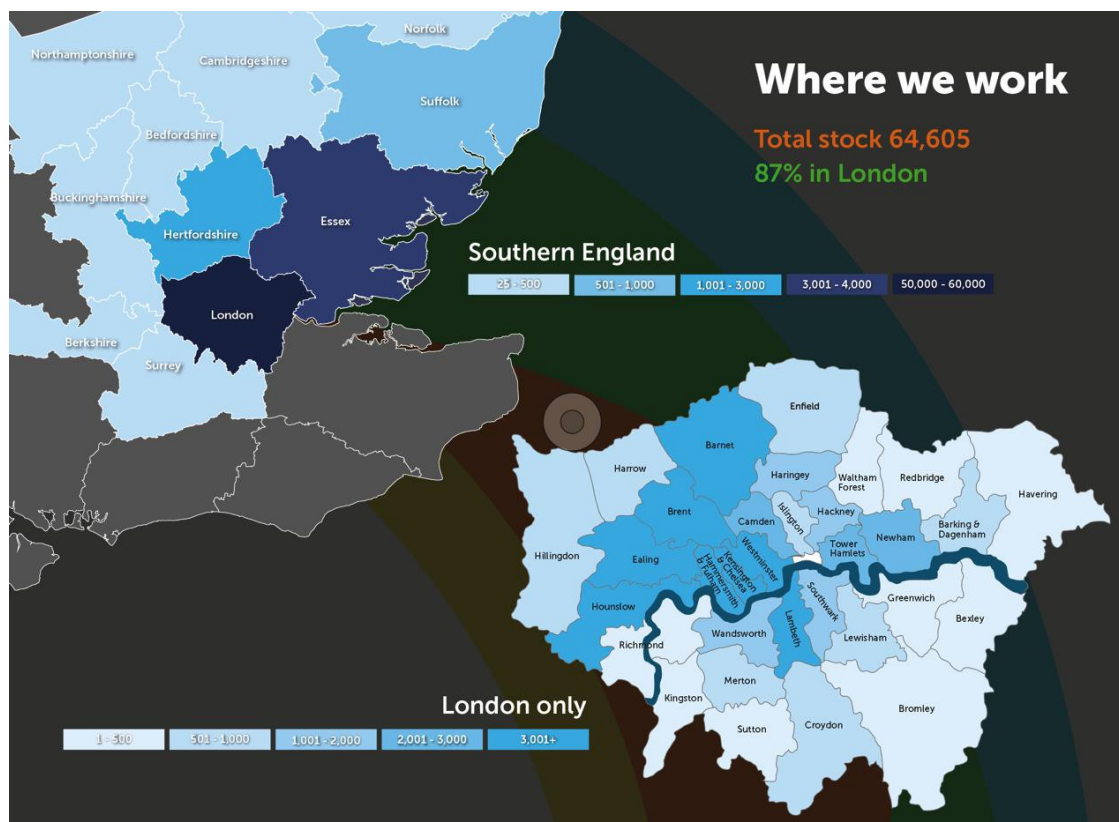 Where we work
Total stock 64,605
87% in London
Norfolk
Northamptonshire
Cambridgeshire
Suffolk
Bedfordshire
Buckinghamshire
Hertfordshire
Essex
London
Berkshire
Surrey
Southern England
25 - 500
501 - 1,000
1,001 - 3,000
3,001 - 4,000
50,000 - 60,000
Enfield
Barnet
Harrow
Haringey
Waltham
Forest
Redbridge
Havering
Brent
Camden
Islington
Hackney
Barking &
Dagenham
Hillingdon
Ealing
Westminster
Tower
Hamlets
Newham
Kensington
& Chelsea
Hammersmith
& Fulham
Hounslow
Southwark
Greenwich
Bexley
Richmond
Wandsworth
Lambeth
Lewisham
Merton
Kingston
Bromley
Sutton
Croydon
London only
1 - 500
501 - 1,000
1,001 - 2,000
2,001 - 3,000
3,001+